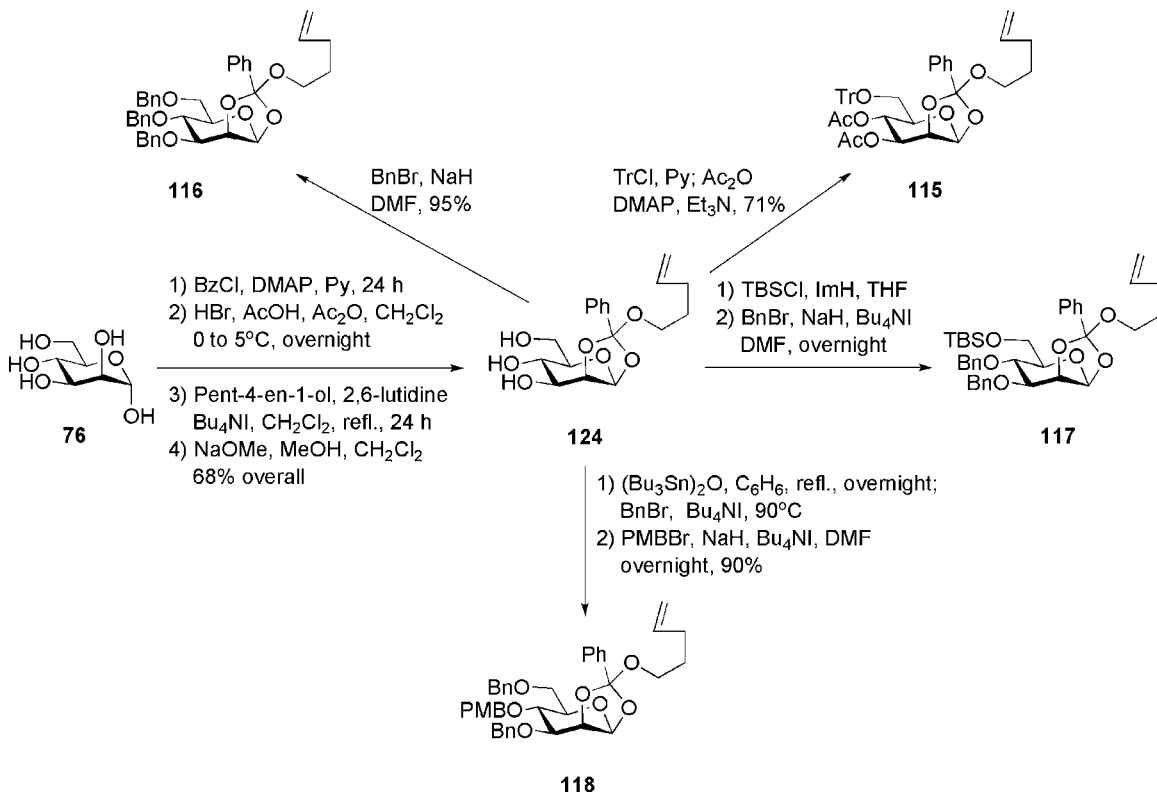 Ph
O
BnO
O
O
BnO
O
BnO
116
BnBr, NaH
DMF, 95%
Ph
O
TrO
O
O
AcO
O
AcO
115
TrCl, Py; Ac₂O
DMAP, Et₃N, 71%
1) BzCl, DMAP, Py, 24 h
2) HBr, AcOH, Ac₂O, CH₂Cl₂
0 to 5ºC, overnight
3) Pent-4-en-1-ol, 2,6-lutidine
Bu₄NI, CH₂Cl₂, refl., 24 h
4) NaOMe, MeOH, CH₂Cl₂
68% overall
HO
OH
HO
O
HO
OH
76
Ph
O
HO
O
O
HO
O
HO
124
1) TBSCl, ImH, THF
2) BnBr, NaH, Bu₄NI
DMF, overnight
Ph
O
TBSO
O
O
BnO
O
BnO
117
1) (Bu₃Sn)₂O, C₆H₆, refl., overnight;
BnBr, Bu₄NI, 90ºC
2) PMBBr, NaH, Bu₄NI, DMF
overnight, 90%
Ph
O
BnO
O
O
PMBO
O
BnO
118